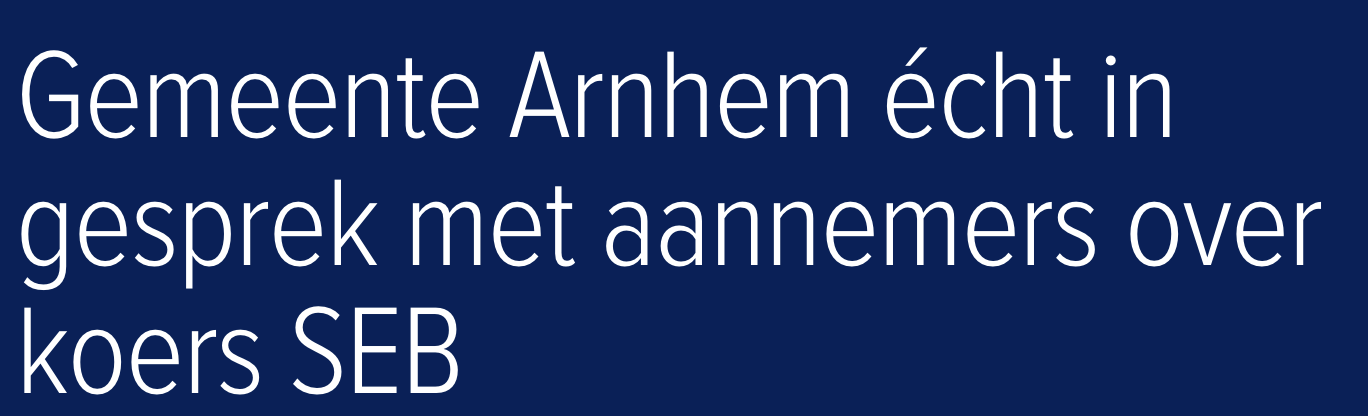 Gemeente Arnhem écht in
gesprek met aannemers over
koers SEB